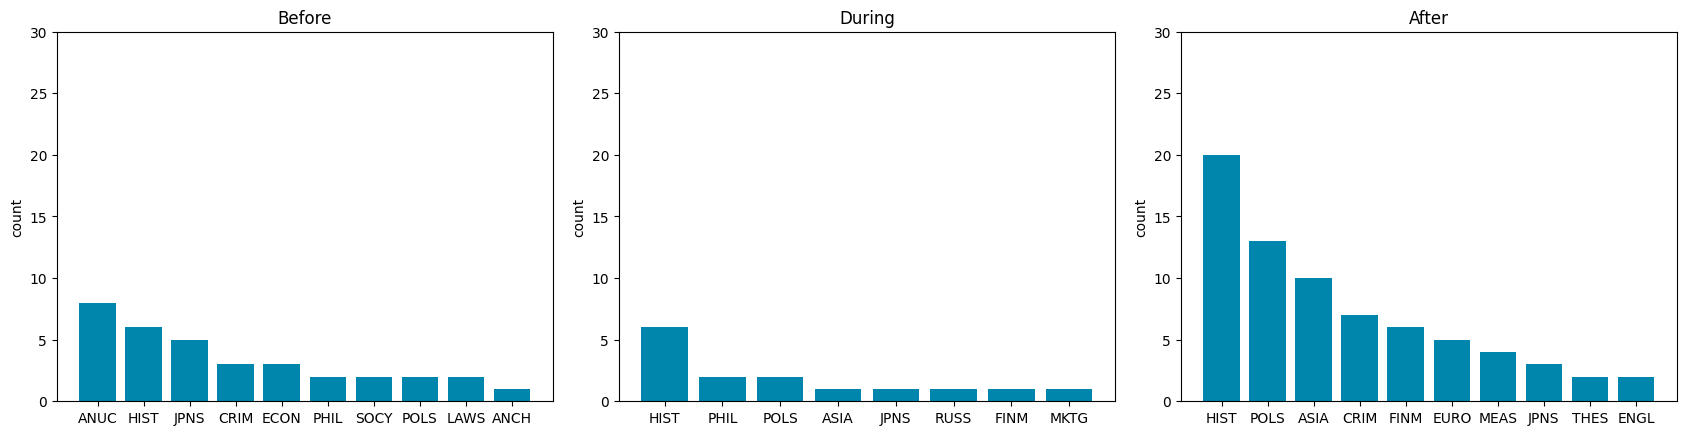 Before
During
After
30
25
20
15
10
5
0
count
ANUC HIST JPNS CRIM ECON PHIL SOCY POLS LAWS ANCH
30
25
20
15
10
5
0
count
HIST PHIL POLS ASIA JPNS RUSS FINM MKTG
30
25
20
15
10
5
0
count
HIST POLS ASIA CRIM FINM EURO MEAS JPNS THES ENGL